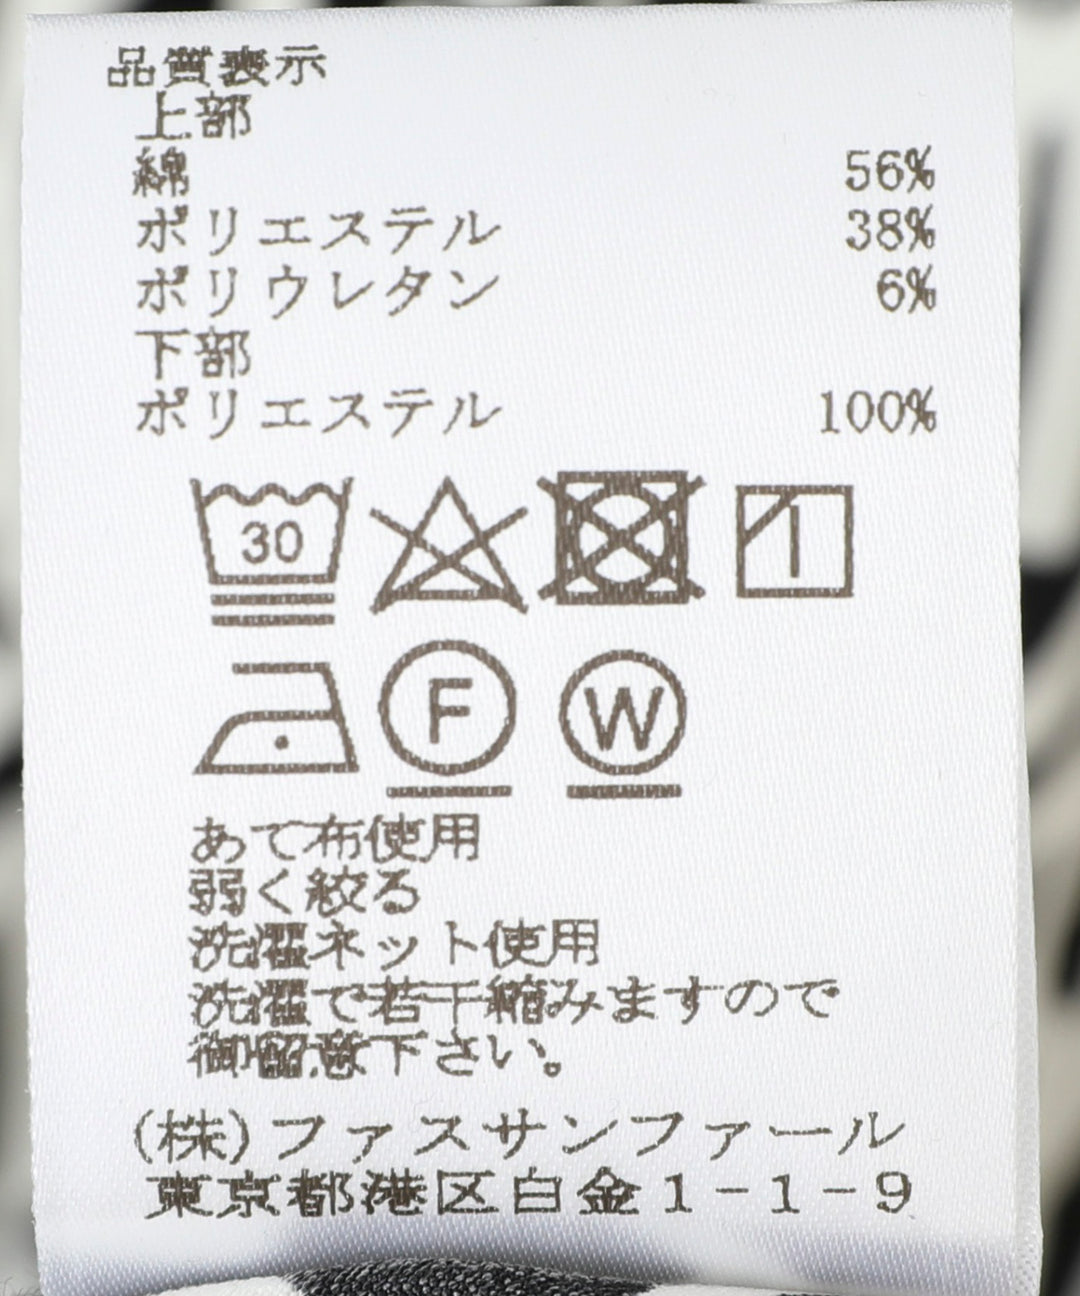 品質表示
上部
綿 56%
ポリエステル 38%
ポリウレタン 6%
下部
ポリエステル 100%
30
F W
あて布使用
弱く絞る
洗濯ネット使用
洗濯で若干縮みますので
御留意下さい。
(株)ファスサンファール
東京都港区白金1-1-9